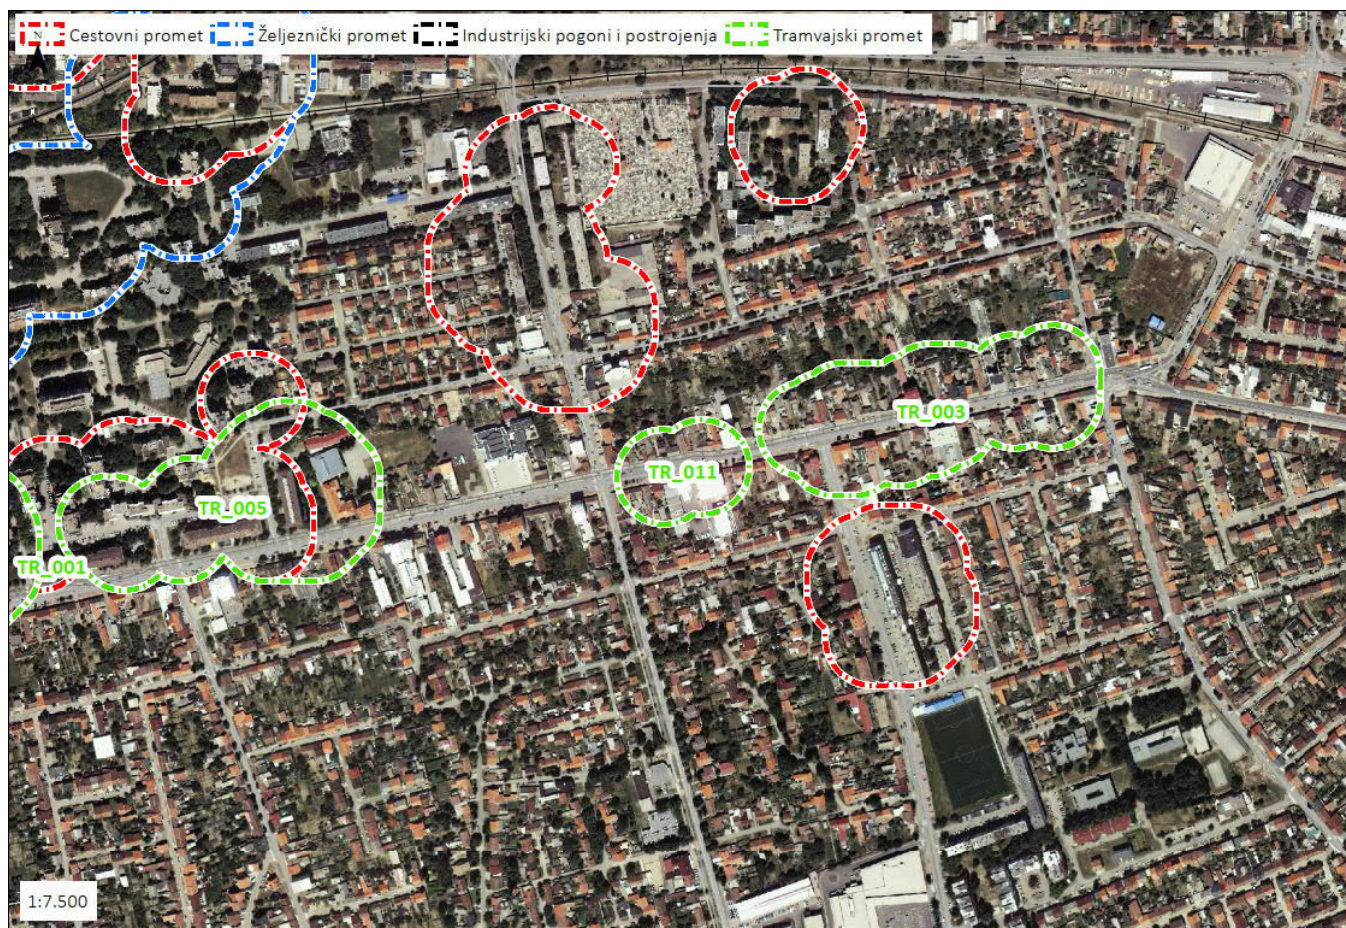 N Cestovni promet Željeznički promet Industrijski pogoni i postrojenja Tramvajski promet
TR_003
TR_011
TR_005
TR_001
1:7.500